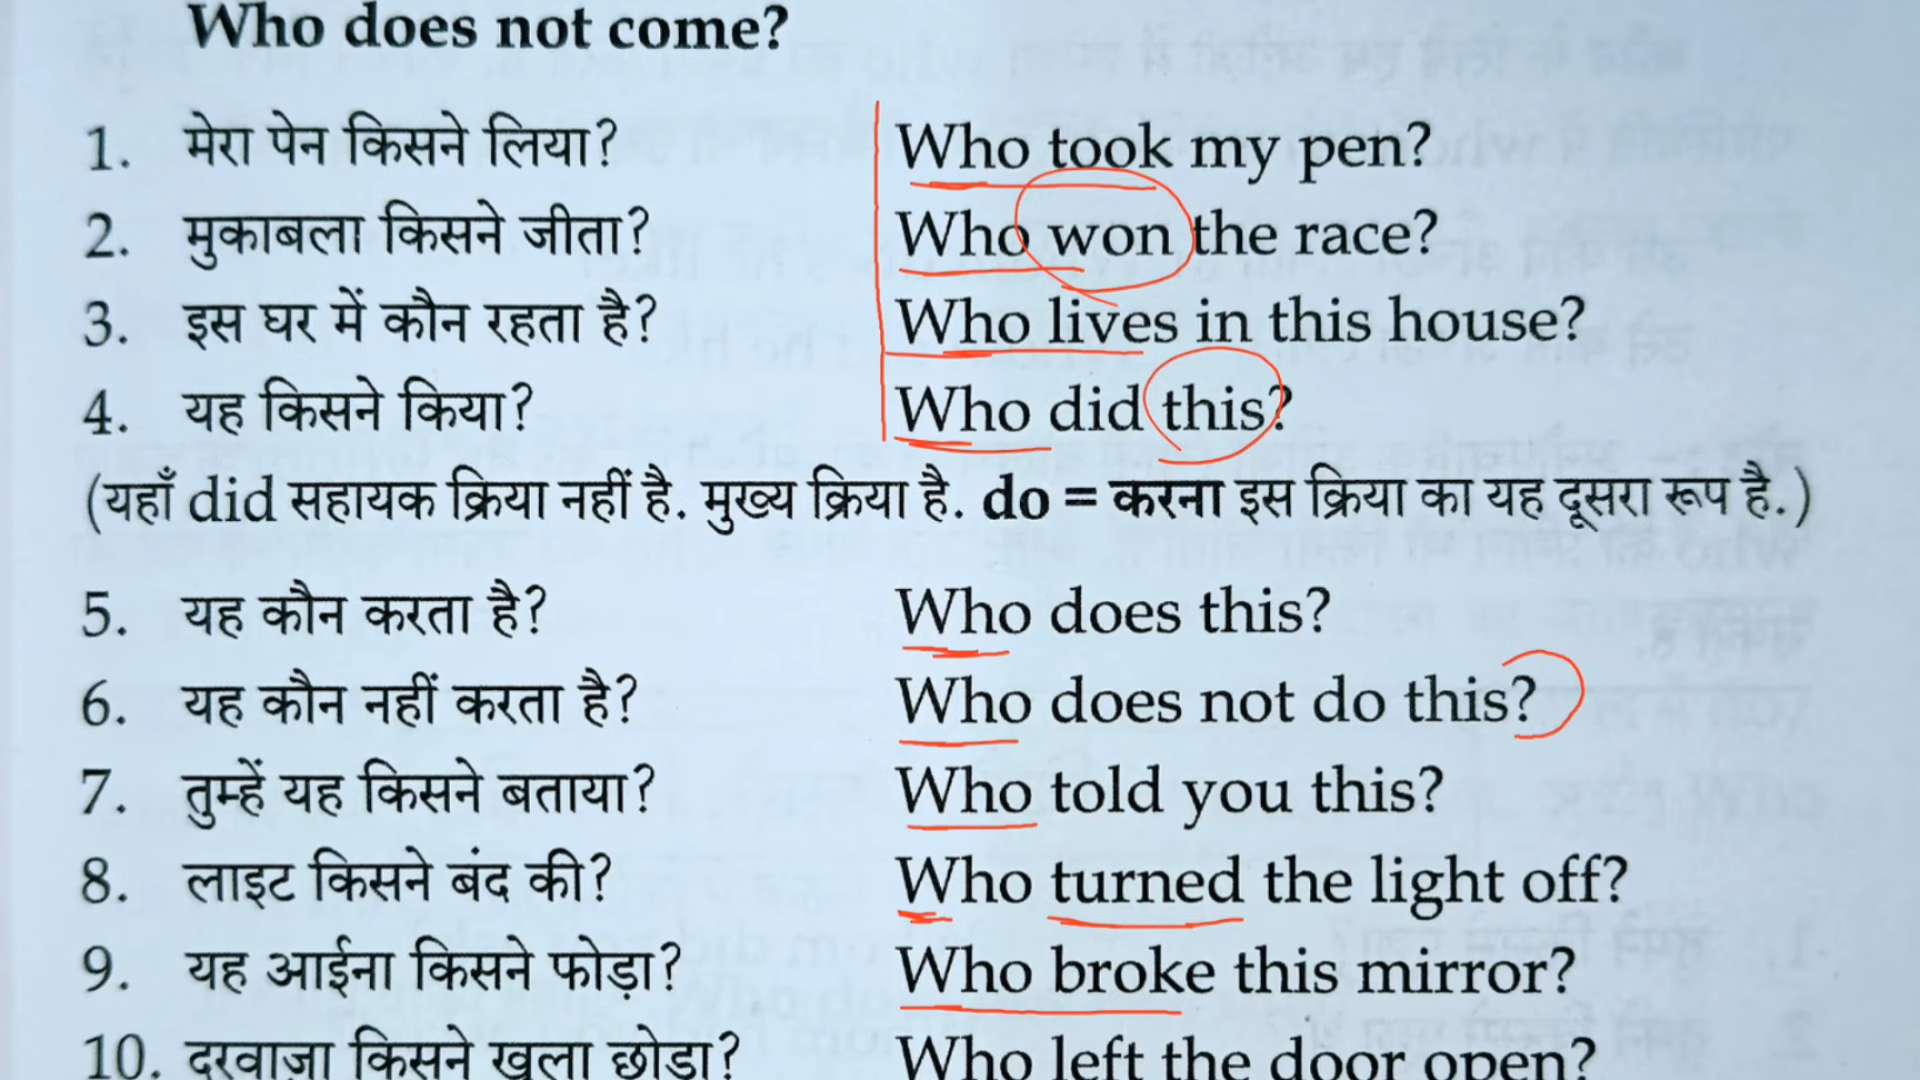 Who does not come?
1. मेरा पेन किसने लिया? Who took my pen?
2. मुकाबला किसने जीता? Who won the race?
3. इस घर में कौन रहता है? Who lives in this house?
4. यह किसने किया? Who did this?
(यहाँ did सहायक क्रिया नहीं है. मुख्य क्रिया है. do = करना इस क्रिया का यह दूसरा रूप है.)
5. यह कौन करता है? Who does this?
6. यह कौन नहीं करता है? Who does not do this?
7. तुम्हें यह किसने बताया? Who told you this?
8. लाइट किसने बंद की? Who turned the light off?
9. यह आईना किसने फोड़ा? Who broke this mirror?
10. दरवाज़ा किसने खुला छोड़ा? Who left the door open?